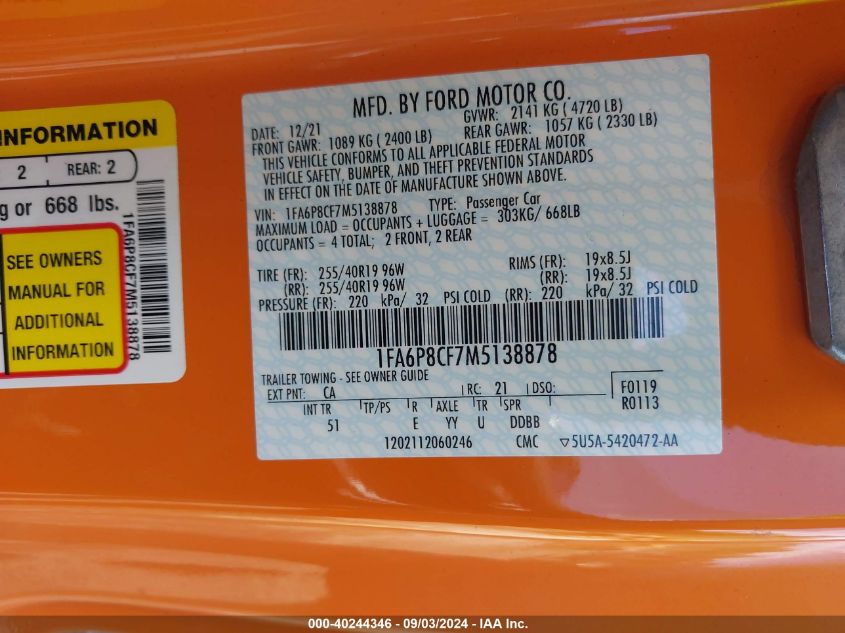 INFORMATION
2 REAR: 2
g or 668 lbs.
SEE OWNERS
MANUAL FOR
ADDITIONAL
INFORMATION
1FA6P8CF7M5138878
MFD. BY FORD MOTOR CO.
DATE: 12/21 GVWR: 2141 KG ( 4720 LB)
FRONT GAWR: 1089 KG ( 2400 LB) REAR GAWR: 1057 KG ( 2330 LB)
THIS VEHICLE CONFORMS TO ALL APPLICABLE FEDERAL MOTOR
VEHICLE SAFETY, BUMPER, AND THEFT PREVENTION STANDARDS
IN EFFECT ON THE DATE OF MANUFACTURE SHOWN ABOVE.
VIN: 1FA6P8CF7M5138878 TYPE: Passenger Car
MAXIMUM LOAD = OCCUPANTS + LUGGAGE = 303KG/ 668LB
OCCUPANTS = 4 TOTAL; 2 FRONT, 2 REAR
TIRE (FR): 255/40R19 96W RIMS (FR): 19x8.5J
(RR): 255/40R19 96W (RR): 19x8.5J
PRESSURE (FR): 220 kPa/ 32 PSI COLD (RR): 220 kPa/ 32 PSI COLD
1FA6P8CF7M5138878
TRAILER TOWING - SEE OWNER GUIDE
EXT PNT: CA RC: 21 DSO: F0119
INT TR TP/PS R AXLE TR SPR R0113
51 E YY U DDBB
1202112060246 CMC ▽5U5A-5420472-AA
000-40244346 - 09/03/2024 - IAA Inc.